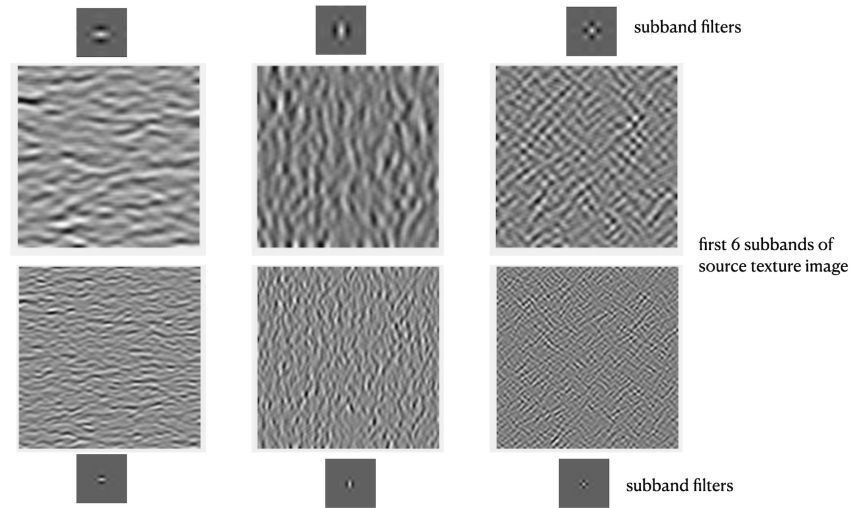 subband filters
first 6 subbands of
source texture image
subband filters